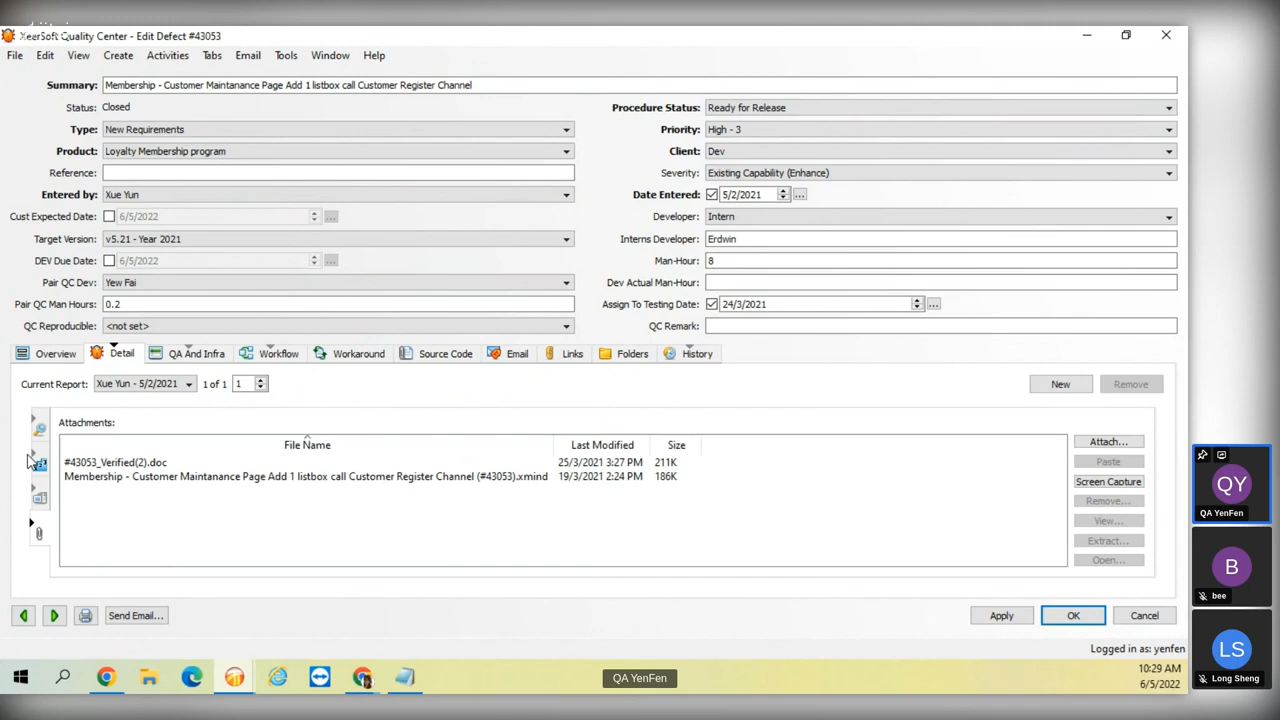 XeerSoft Quality Center - Edit Defect #43053
File Edit View Create Activities Tabs Email Tools Window Help
Summary: Membership - Customer Maintanance Page Add 1 listbox call Customer Register Channel
Status: Closed Procedure Status: Ready for Release
Type: New Requirements Priority: High - 3
Product: Loyalty Membership program Client: Dev
Reference: Severity: Existing Capability (Enhance)
Entered by: Xue Yun Date Entered: 5/2/2021 ...
Cust Expected Date: 6/5/2022 ... Developer: Intern
Target Version: v5.21 - Year 2021 Interns Developer: Erdwin
DEV Due Date: 6/5/2022 ... Man-Hour: 8
Pair QC Dev: Yew Fai Dev Actual Man-Hour:
Pair QC Man Hours: 0.2 Assign To Testing Date: 24/3/2021 ...
QC Reproducible: <not set> QC Remark:
Overview Detail QA And Infra Workflow Workaround Source Code Email Links Folders History
Current Report: Xue Yun - 5/2/2021 1 of 1 1 New Remove
Attachments:
File Name Last Modified Size Attach...
#43053_Verified(2).doc 25/3/2021 3:27 PM 211K Paste
Membership - Customer Maintanance Page Add 1 listbox call Customer Register Channel (#43053).xmind 19/3/2021 2:24 PM 186K Screen Capture
Remove...
View...
Extract...
Open...
Send Email... Apply OK Cancel
Logged in as: yenfen
10:29 AM
6/5/2022
QA YenFen
QY
QA YenFen
B
bee
LS
Long Sheng